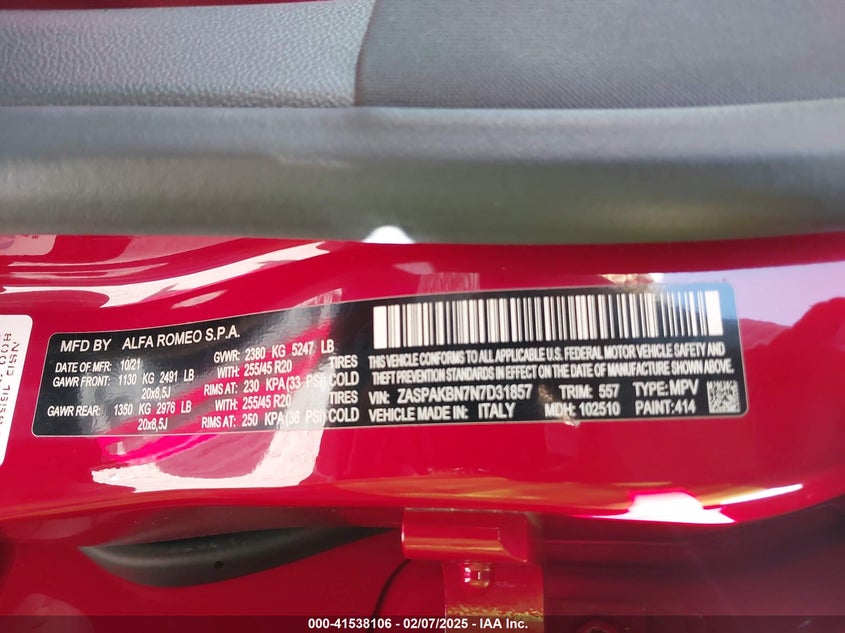 MFD BY ALFA ROMEO S.P.A.
DATE OF MFR: 10/21 GVWR: 2380 KG 5247 LB
GAWR FRONT: 1130 KG 2491 LB WITH: 255/45 R20 TIRES
20x8,5J RIMS AT: 230 KPA(33 PSI) COLD
GAWR REAR: 1350 KG 2976 LB WITH: 255/45 R20 TIRES
20x8,5J RIMS AT: 250 KPA(36 PSI) COLD
THIS VEHICLE CONFORMS TO ALL APPLICABLE U.S. FEDERAL MOTOR VEHICLE SAFETY AND
THEFT PREVENTION STANDARDS IN EFFECT ON THE DATE OF MANUFACTURE SHOWN ABOVE.
VIN: ZASPAKBN7N7D31857 TRIM: 557 TYPE: MPV
VEHICLE MADE IN: ITALY MDH: 102510 PAINT: 414
000-41538106 / 02/07/2025 - IAA Inc.